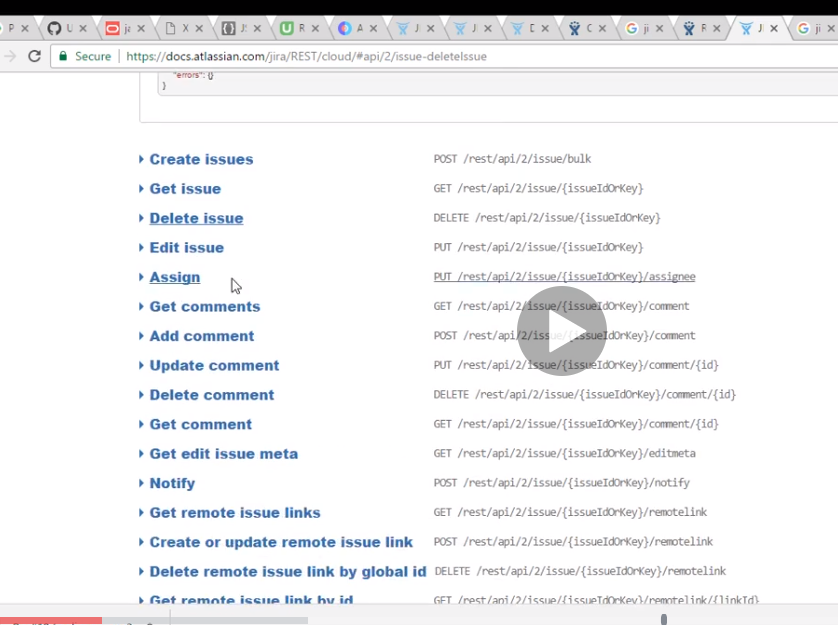 P U ja X JS R A J J D C ji R JI ji
Secure https://docs.atlassian.com/jira/REST/cloud/#api/2/issue-deleteIssue
"errors": {}
}
Create issues POST /rest/api/2/issue/bulk
Get issue GET /rest/api/2/issue/{issueIdOrKey}
Delete issue DELETE /rest/api/2/issue/{issueIdOrKey}
Edit issue PUT /rest/api/2/issue/{issueIdOrKey}
Assign PUT /rest/api/2/issue/{issueIdOrKey}/assignee
Get comments GET /rest/api/2/issue/{issueIdOrKey}/comment
Add comment POST /rest/api/2/issue/{issueIdOrKey}/comment
Update comment PUT /rest/api/2/issue/{issueIdOrKey}/comment/{id}
Delete comment DELETE /rest/api/2/issue/{issueIdOrKey}/comment/{id}
Get comment GET /rest/api/2/issue/{issueIdOrKey}/comment/{id}
Get edit issue meta GET /rest/api/2/issue/{issueIdOrKey}/editmeta
Notify POST /rest/api/2/issue/{issueIdOrKey}/notify
Get remote issue links GET /rest/api/2/issue/{issueIdOrKey}/remotelink
Create or update remote issue link POST /rest/api/2/issue/{issueIdOrKey}/remotelink
Delete remote issue link by global id DELETE /rest/api/2/issue/{issueIdOrKey}/remotelink
Get remote issue link by id GET /rest/api/2/issue/{issueIdOrKey}/remotelink/{linkId}